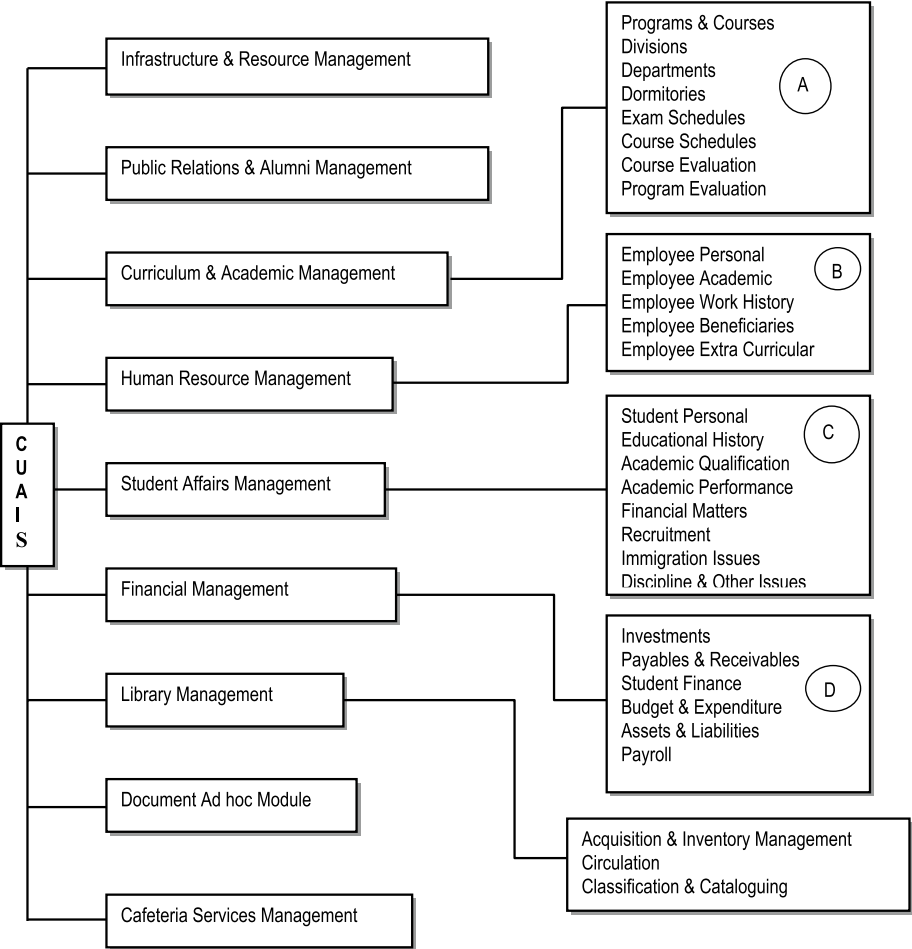 C
U
A
I
S
Infrastructure & Resource Management
Public Relations & Alumni Management
Curriculum & Academic Management
Human Resource Management
Student Affairs Management
Financial Management
Library Management
Document Ad hoc Module
Cafeteria Services Management
Programs & Courses
Divisions
Departments
Dormitories
Exam Schedules
Course Schedules
Course Evaluation
Program Evaluation
A
Employee Personal
Employee Academic
Employee Work History
Employee Beneficiaries
Employee Extra Curricular
B
Student Personal
Educational History
Academic Qualification
Academic Performance
Financial Matters
Recruitment
Immigration Issues
Discipline & Other Issues
C
Investments
Payables & Receivables
Student Finance
Budget & Expenditure
Assets & Liabilities
Payroll
D
Acquisition & Inventory Management
Circulation
Classification & Cataloguing